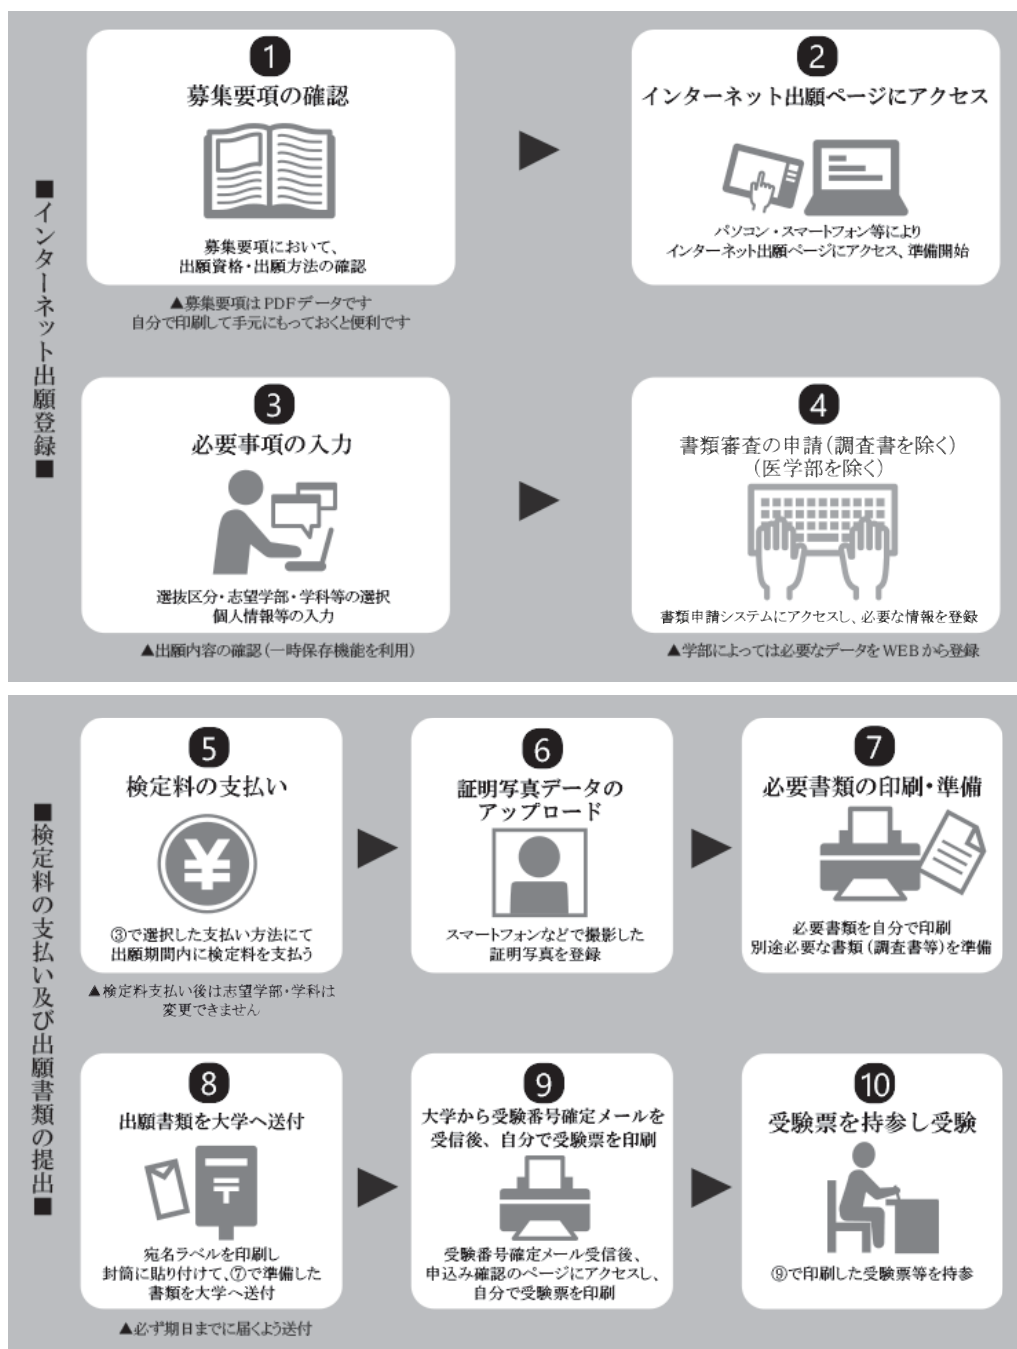 ■インターネット出願登録■
1
募集要項の確認
募集要項において、
出願資格・出願方法の確認
▲募集要項はPDFデータです
自分で印刷して手元にもっておくと便利です
2
インターネット出願ページにアクセス
パソコン・スマートフォン等により
インターネット出願ページにアクセス、準備開始
3
必要事項の入力
選抜区分・志望学部・学科等の選択
個人情報等の入力
▲出願内容の確認(一時保存機能を利用)
4
書類審査の申請(調査書を除く)
(医学部を除く)
書類申請システムにアクセスし、必要な情報を登録
▲学部によっては必要なデータをWEBから登録
■検定料の支払い及び出願書類の提出■
5
検定料の支払い
¥
③で選択した支払い方法にて
出願期間内に検定料を支払う
▲検定料支払い後は志望学部・学科は
変更できません
6
証明写真データの
アップロード
スマートフォンなどで撮影した
証明写真を登録
7
必要書類の印刷・準備
必要書類を自分で印刷
別途必要な書類(調査書等)を準備
8
出願書類を大学へ送付
〒
宛名ラベルを印刷し
封筒に貼り付けて、⑦で準備した
書類を大学へ送付
▲必ず期日までに届くよう送付
9
大学から受験番号確定メールを
受信後、自分で受験票を印刷
受験番号確定メール受信後、
申込み確認のページにアクセスし、
自分で受験票を印刷
10
受験票を持参し受験
⑨で印刷した受験票等を持参